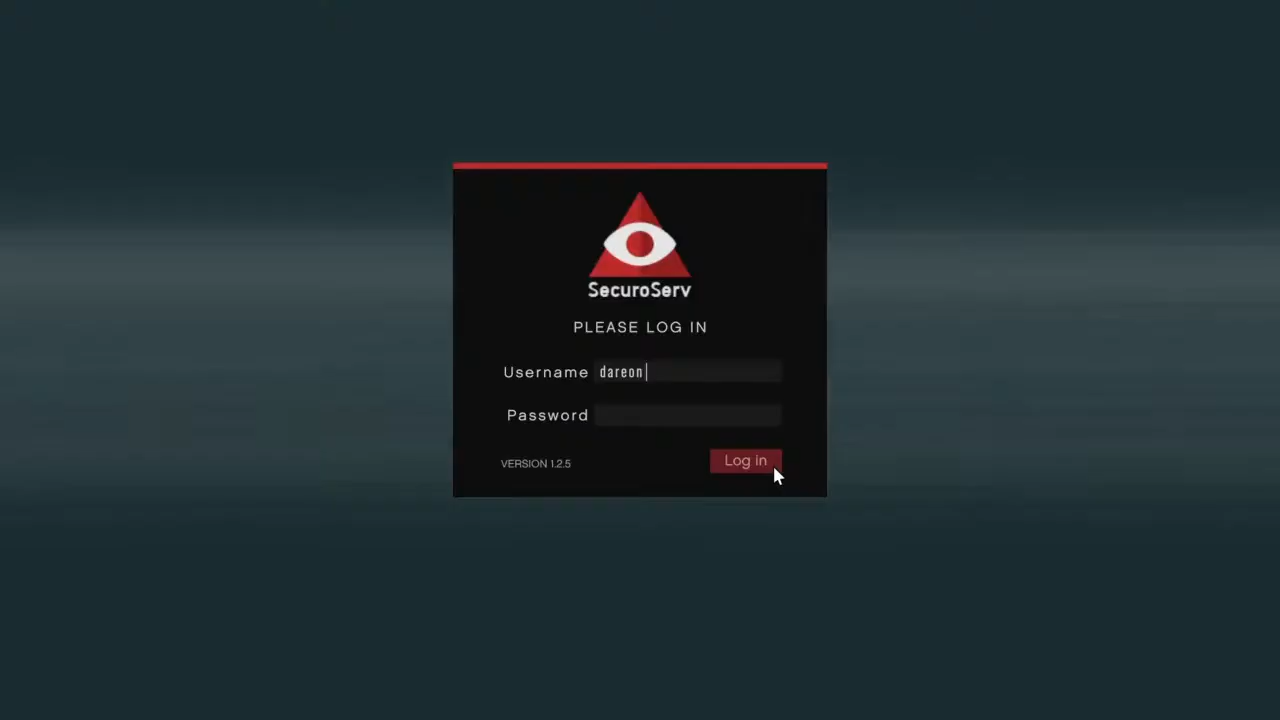 SecuroServ
PLEASE LOG IN
Username dareon
Password
VERSION 1.2.5 Log in